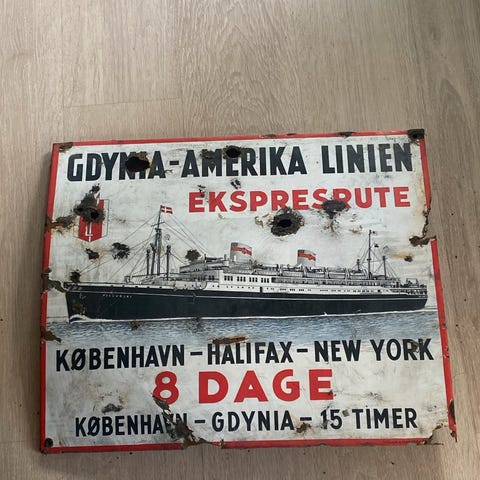 GDYNIA-AMERIKA LINIEN
EKSPRESRUTE
KØBENHAVN – HALIFAX – NEW YORK
8 DAGE
KØBENHAVN – GDYNIA – 15 TIMER